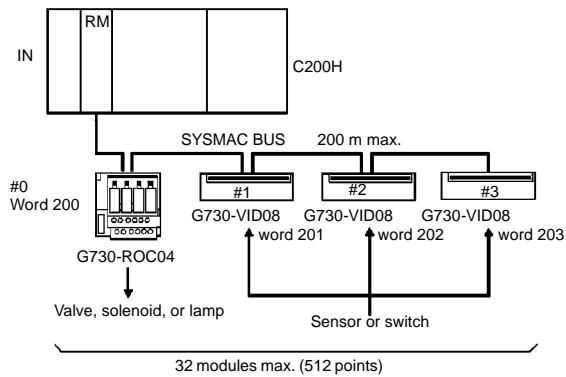 RM
IN
C200H
SYSMAC BUS
200 m max.
#0
Word 200
#1
#2
#3
G730-VID08
word 201
G730-VID08
word 202
G730-VID08
word 203
G730-ROC04
Valve, solenoid, or lamp
Sensor or switch
32 modules max. (512 points)